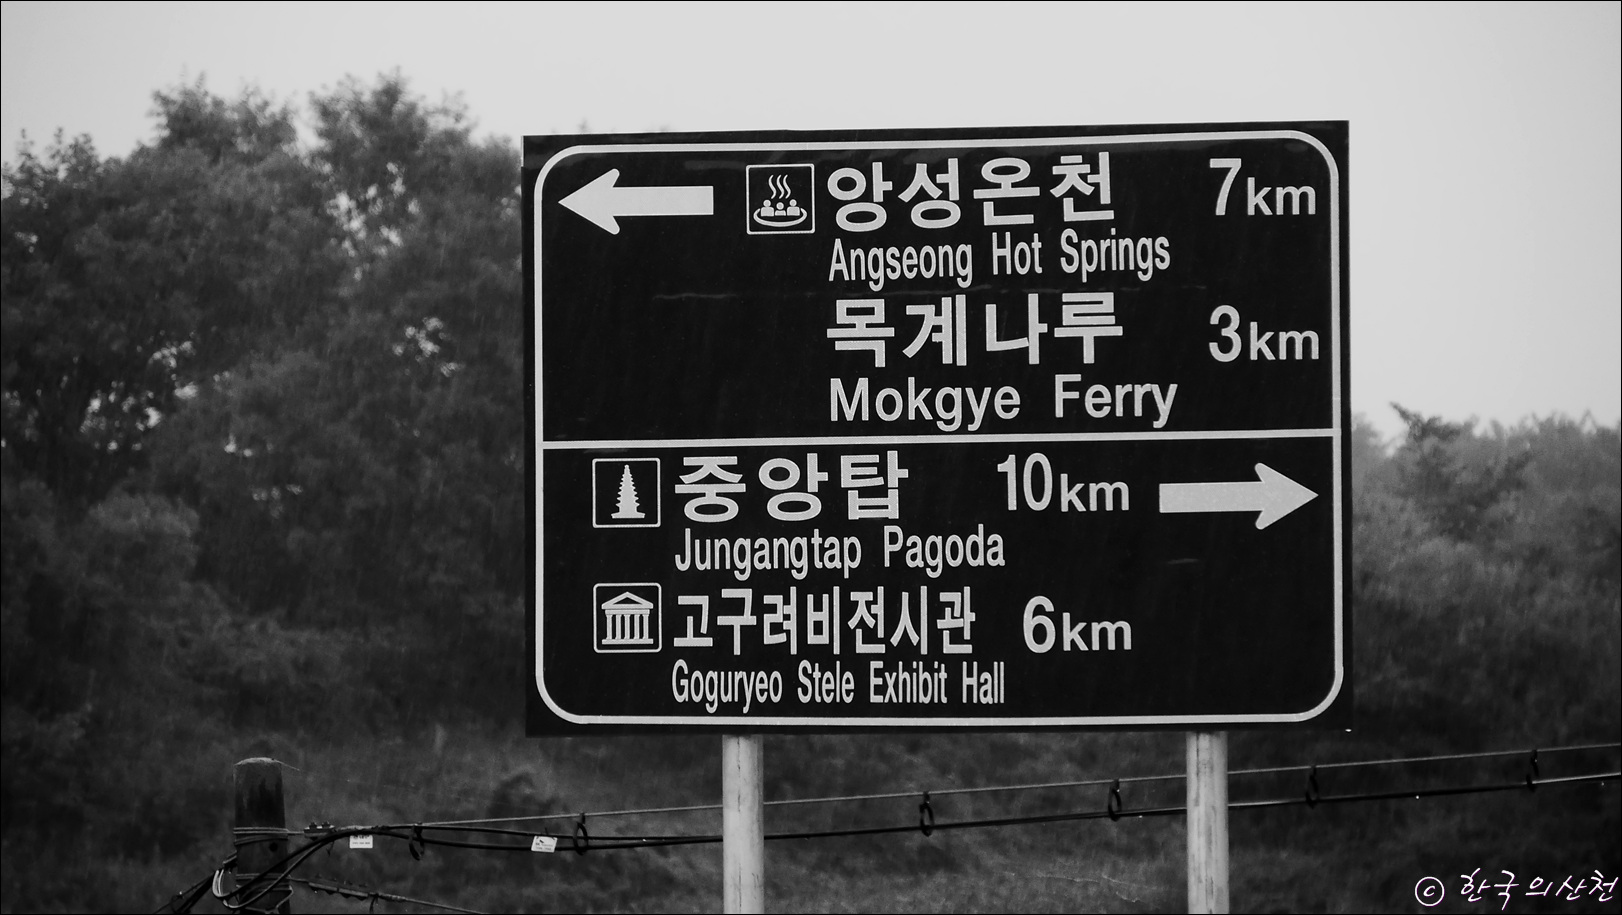 앙성온천 7km
Angseong Hot Springs
목계나루 3km
Mokgye Ferry
중앙탑 10km
Jungangtap Pagoda
고구려비전시관 6km
Goguryeo Stele Exhibit Hall
© 한국의산천